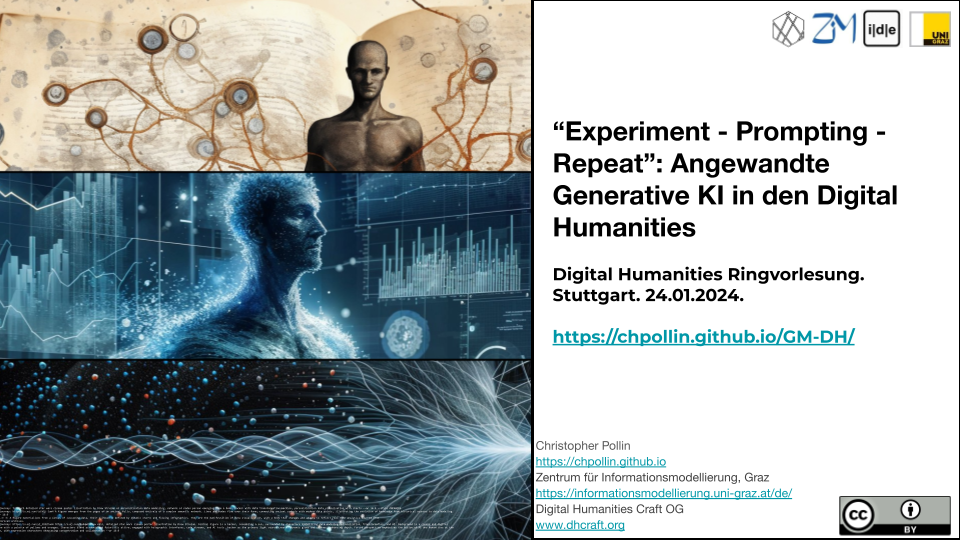 ZIM
i|d|e
UNI
GRAZ
“Experiment - Prompting -
Repeat”: Angewandte
Generative KI in den Digital
Humanities
Digital Humanities Ringvorlesung.
Stuttgart. 24.01.2024.
https://chpollin.github.io/GM-DH/
Christopher Pollin
https://chpollin.github.io
Zentrum für Informationsmodellierung, Graz
https://informationsmodellierung.uni-graz.at/de/
Digital Humanities Craft OG
www.dhcraft.org
cc
BY